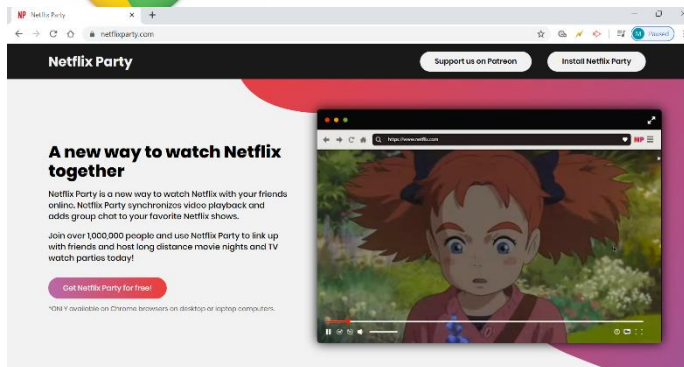 NP Netflix Party
netflixparty.com
M Paused
Netflix Party
Support us on Patreon
Install Netflix Party
https://www.netflix.com
NP
A new way to watch Netflix
together
Netflix Party is a new way to watch Netflix with your friends
online. Netflix Party synchronizes video playback and
adds group chat to your favorite Netflix shows.
Join over 1,000,000 people and use Netflix Party to link up
with friends and host long distance movie nights and TV
watch parties today!
Get Netflix Party for free!
*ONLY available on Chrome browsers on desktop or laptop computers.